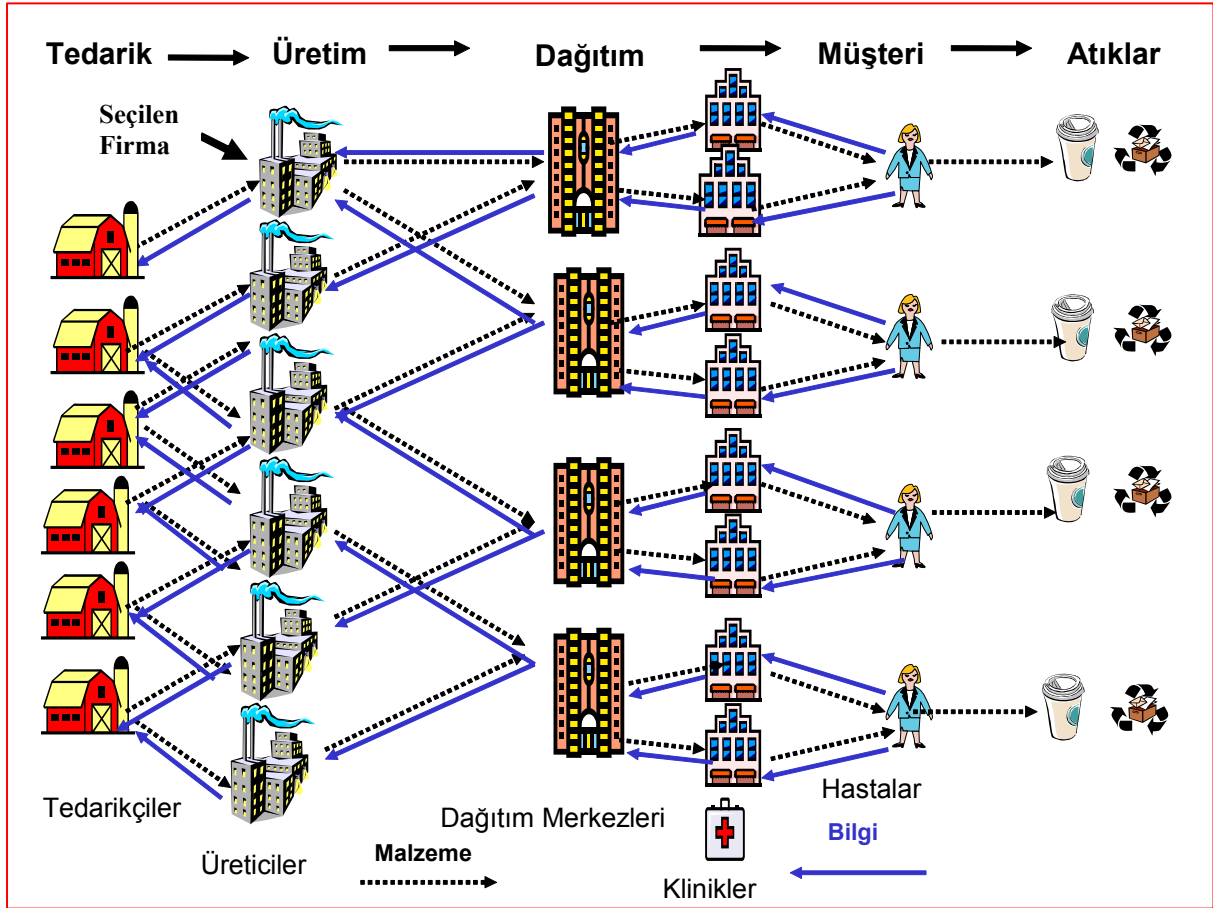 Tedarik
Üretim
Dağıtım
Müşteri
Atıklar
Seçilen
Firma
Tedarikçiler
Üreticiler
Malzeme
Dağıtım Merkezleri
Klinikler
Hastalar
Bilgi